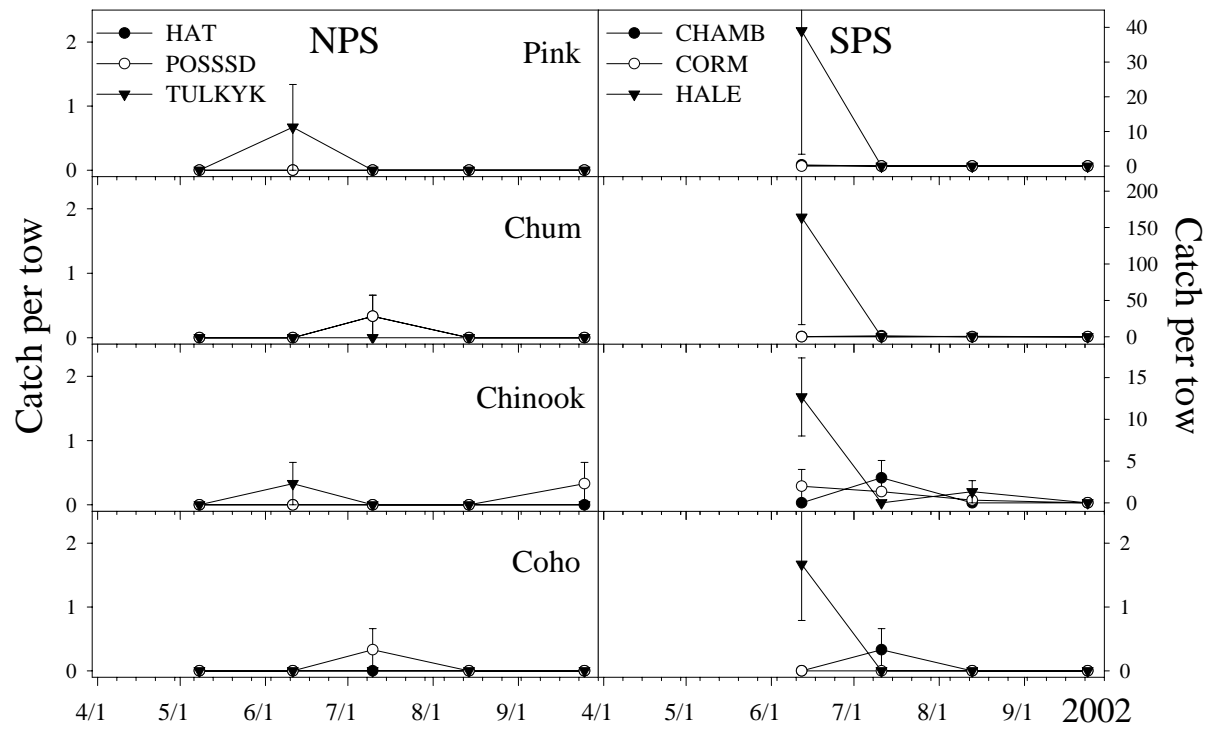 HAT NPS
POSSSD
TULKYK
Pink
2
1
0
CHAMB SPS
CORM
HALE
40
30
20
10
0
Chum
2
1
0
200
150
100
50
0
Chinook
2
1
0
15
10
5
0
Coho
2
1
0
2
1
0
Catch per tow
Catch per tow
4/1 5/1 6/1 7/1 8/1 9/1 4/1 5/1 6/1 7/1 8/1 9/1 2002